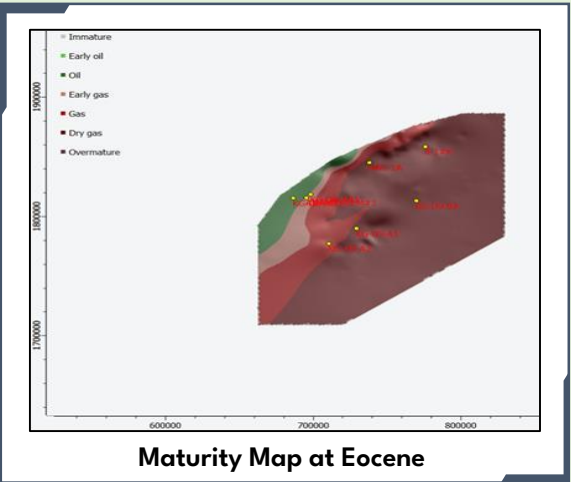 Immature
Early oil
Oil
Early gas
Gas
Dry gas
Overmature
1900000
1800000
1700000
600000
700000
800000
Maturity Map at Eocene